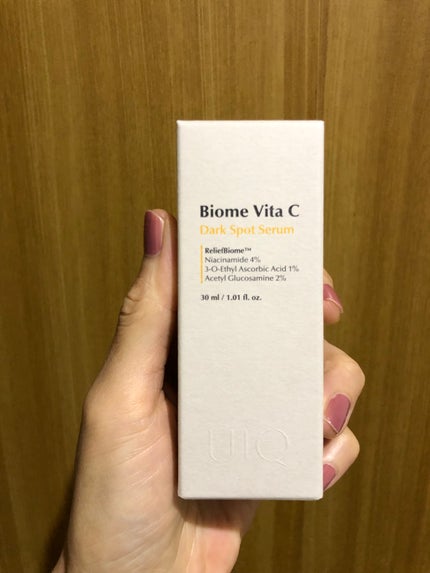 Biome Vita C
Dark Spot Serum
ReliefBiome™
Niacinamide 4%
3-O-Ethyl Ascorbic Acid 1%
Acetyl Glucosamine 2%
30 ml / 1.01 fl. oz.
UIQ